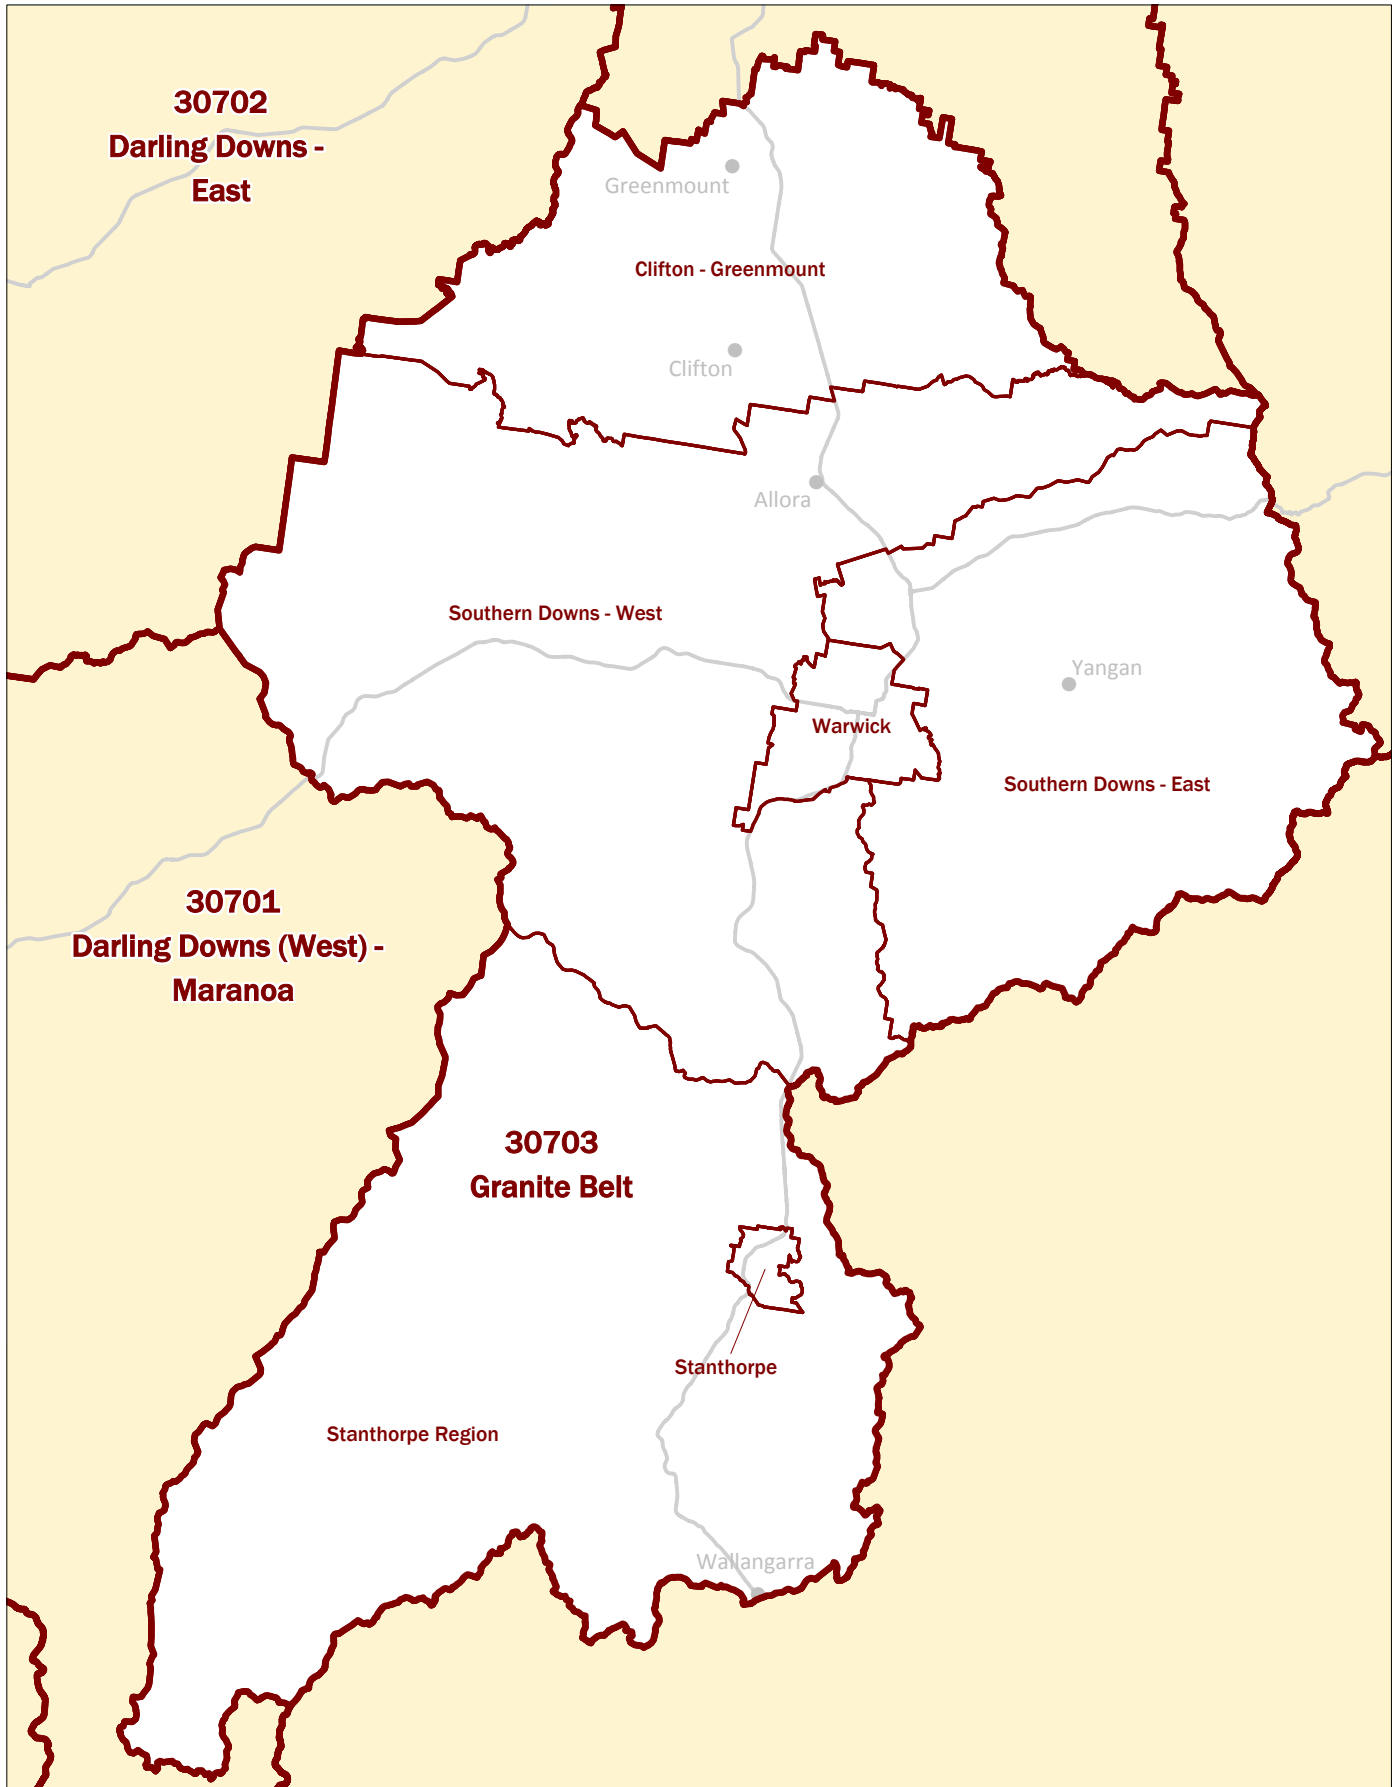 30702
Darling Downs -
East
Greenmount
Clifton - Greenmount
Clifton
Allora
Southern Downs - West
Yangan
Warwick
Southern Downs - East
30701
Darling Downs (West) -
Maranoa
30703
Granite Belt
Stanthorpe
Stanthorpe Region
Wallangarra